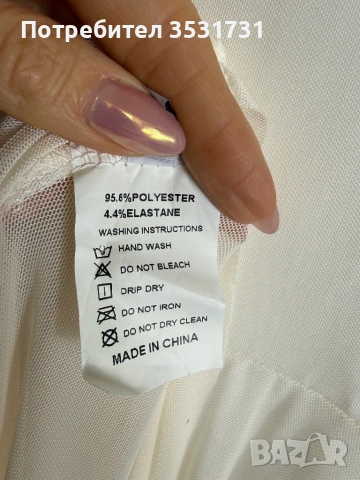 Потребител 3531731
95.6%POLYESTER
4.4%ELASTANE
WASHING INSTRUCTIONS
HAND WASH
DO NOT BLEACH
DRIP DRY
DO NOT IRON
DO NOT DRY CLEAN
MADE IN CHINA
BAZAR